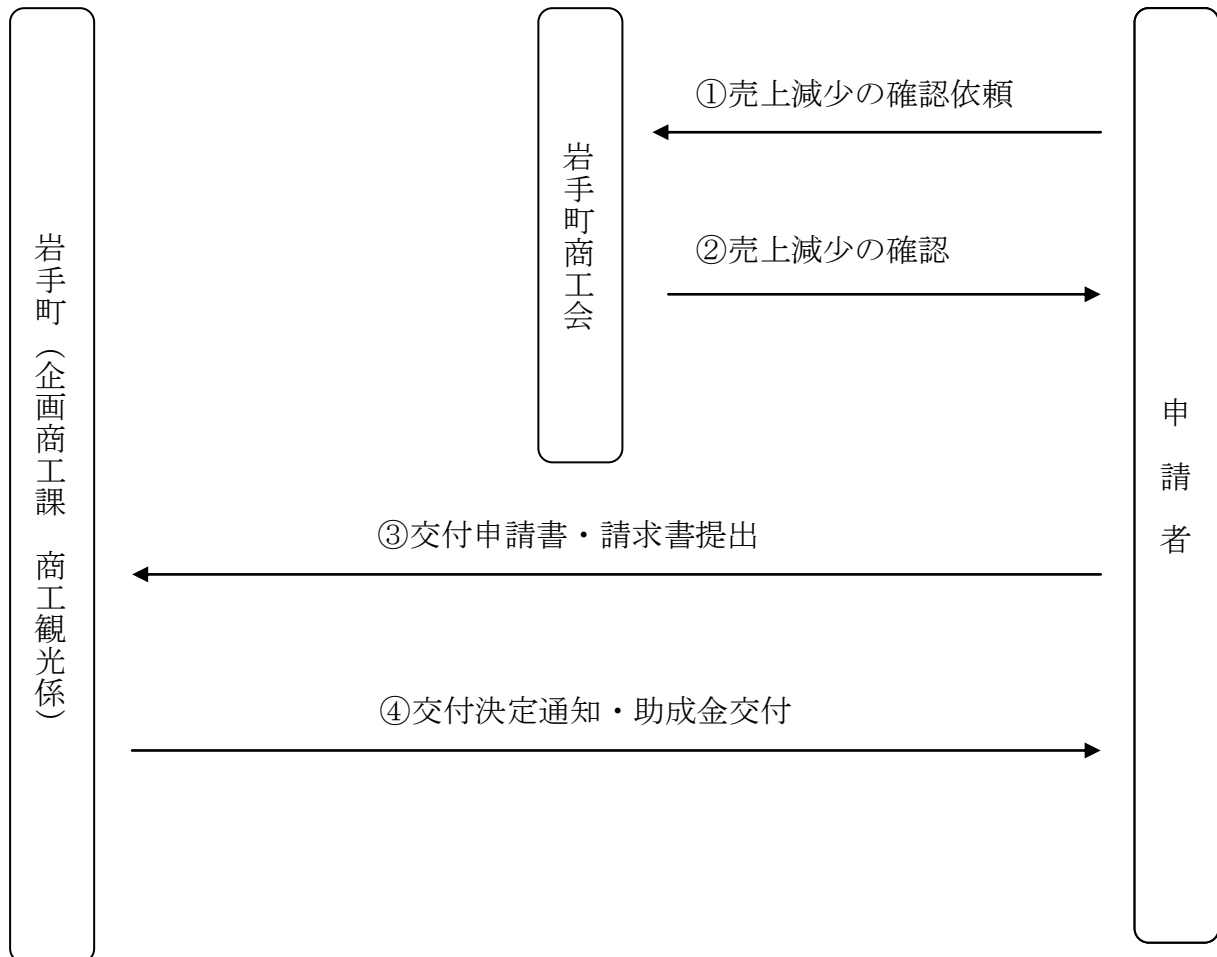 ①売上減少の確認依頼
②売上減少の確認
岩手町商工会
岩手町（企画商工課　商工観光係）
申請者
③交付申請書・請求書提出
④交付決定通知・助成金交付